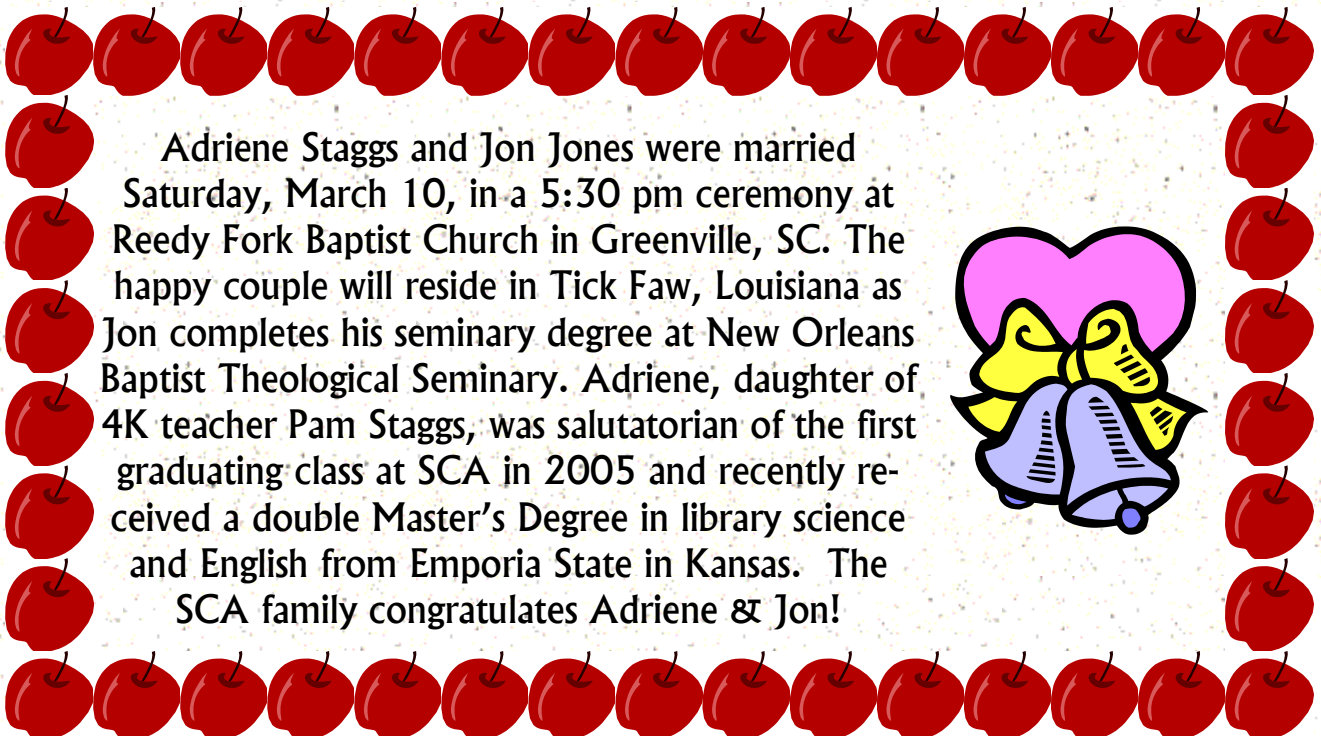 Adriene Staggs and Jon Jones were married
Saturday, March 10, in a 5:30 pm ceremony at
Reedy Fork Baptist Church in Greenville, SC.  The
happy couple will reside in Tick Faw, Louisiana as
Jon completes his seminary degree at New Orleans
Baptist Theological Seminary. Adriene, daughter of
4K teacher Pam Staggs, was salutatorian of the first
graduating class at SCA in 2005 and recently re-
ceived a double Master’s Degree in library science
and English from Emporia State in Kansas.  The
SCA family congratulates Adriene & Jon!